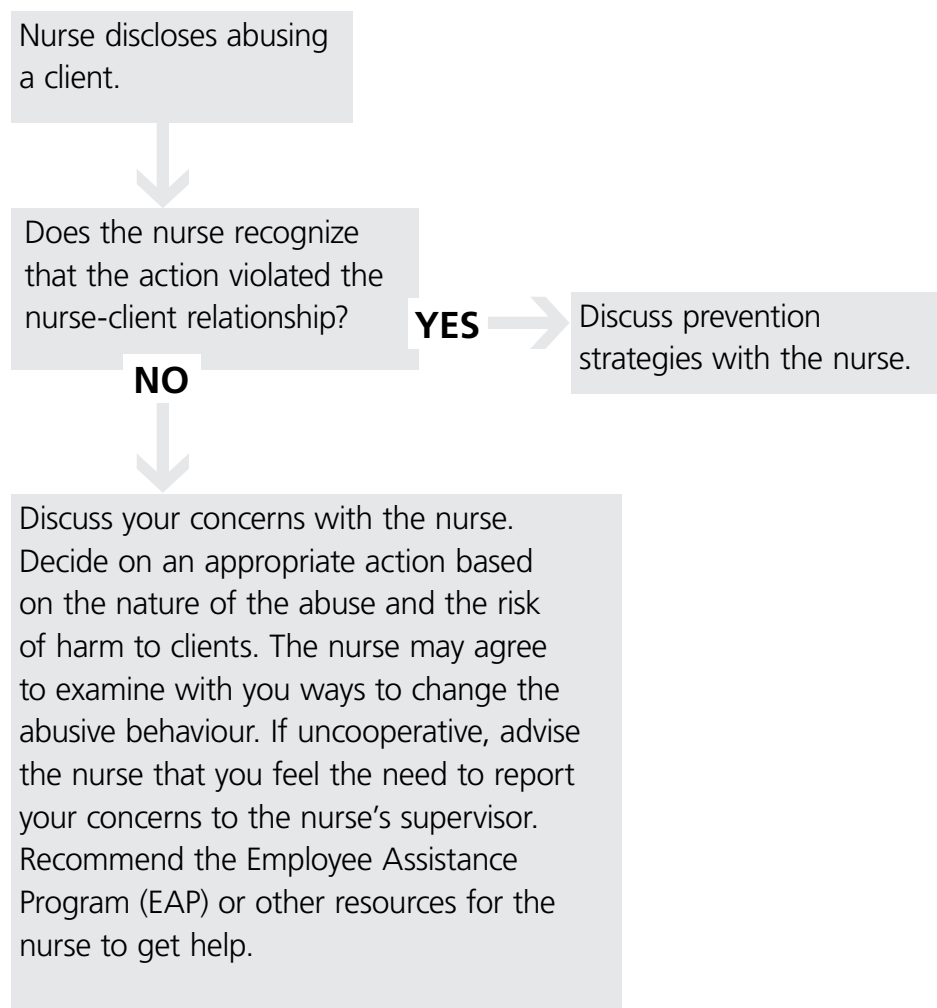 Nurse discloses abusing
a client.
Does the nurse recognize
that the action violated the
nurse-client relationship?
YES
Discuss prevention
strategies with the nurse.
NO
Discuss your concerns with the nurse.
Decide on an appropriate action based
on the nature of the abuse and the risk
of harm to clients. The nurse may agree
to examine with you ways to change the
abusive behaviour. If uncooperative, advise
the nurse that you feel the need to report
your concerns to the nurse’s supervisor.
Recommend the Employee Assistance
Program (EAP) or other resources for the
nurse to get help.